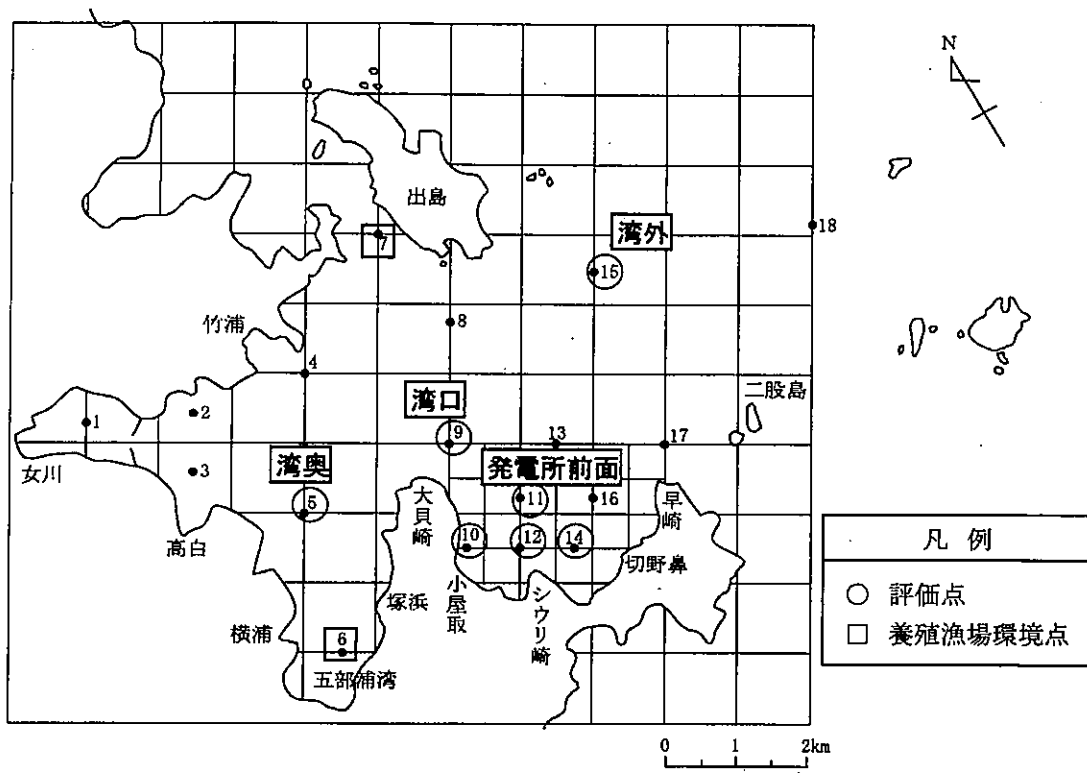 N
出島
湾外
18
7
15
竹浦
8
4
二股島
湾口
1
2
9
13
17
女川
3
湾奥
発電所前面
大貝崎
早崎
5
11
16
高白
10
12
14
切野鼻
塚浜
小屋取
シウリ崎
横浦
6
五部浦湾
凡例
評価点
養殖漁場環境点
0 1 2km